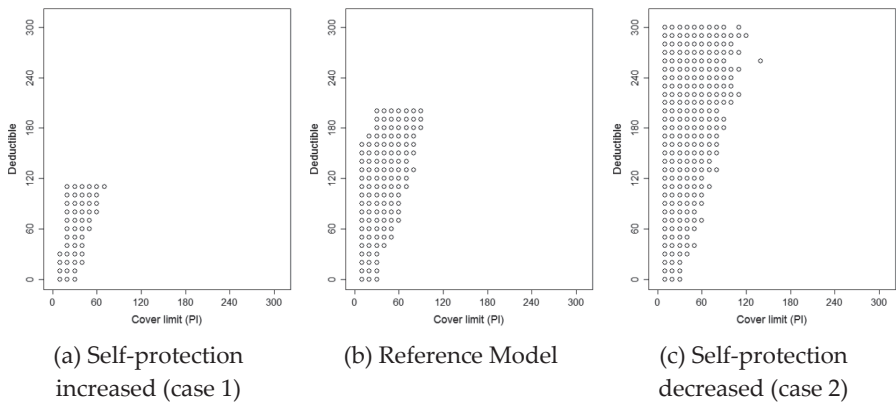 Deductible
300
240
180
120
60
0
0 60 120 180 240 300
Cover limit (PI)
(a) Self-protection
increased (case 1)
Deductible
300
240
180
120
60
0
0 60 120 180 240 300
Cover limit (PI)
(b) Reference Model
Deductible
300
240
180
120
60
0
0 60 120 180 240 300
Cover limit (PI)
(c) Self-protection
decreased (case 2)